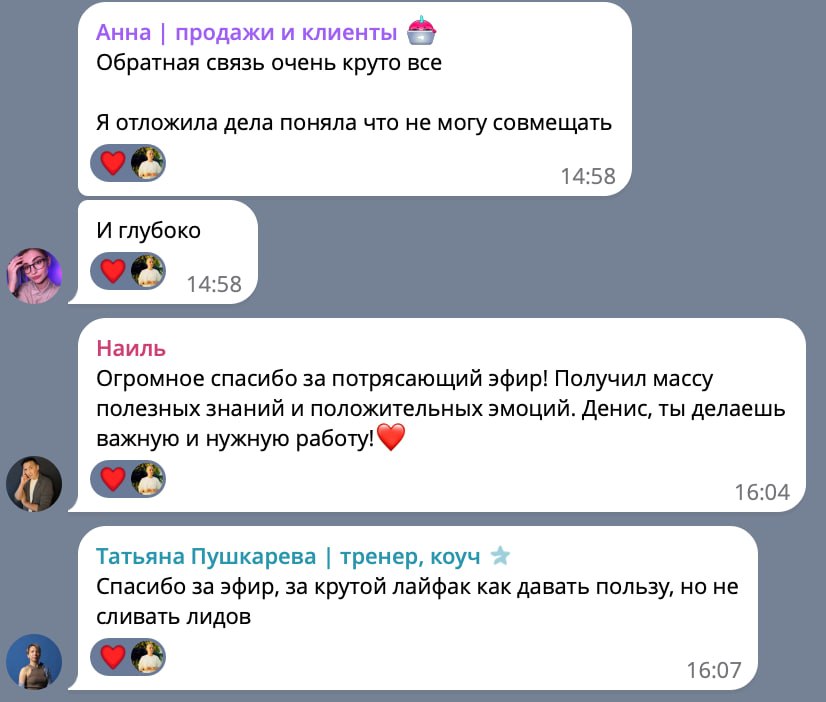 Анна | продажи и клиенты
Обратная связь очень круто все
Я отложила дела поняла что не могу совмещать
14:58
И глубоко
14:58
Наиль
Огромное спасибо за потрясающий эфир! Получил массу
полезных знаний и положительных эмоций. Денис, ты делаешь
важную и нужную работу!❤️
16:04
Татьяна Пушкарева | тренер, коуч
Спасибо за эфир, за крутой лайфак как давать пользу, но не
сливать лидов
16:07